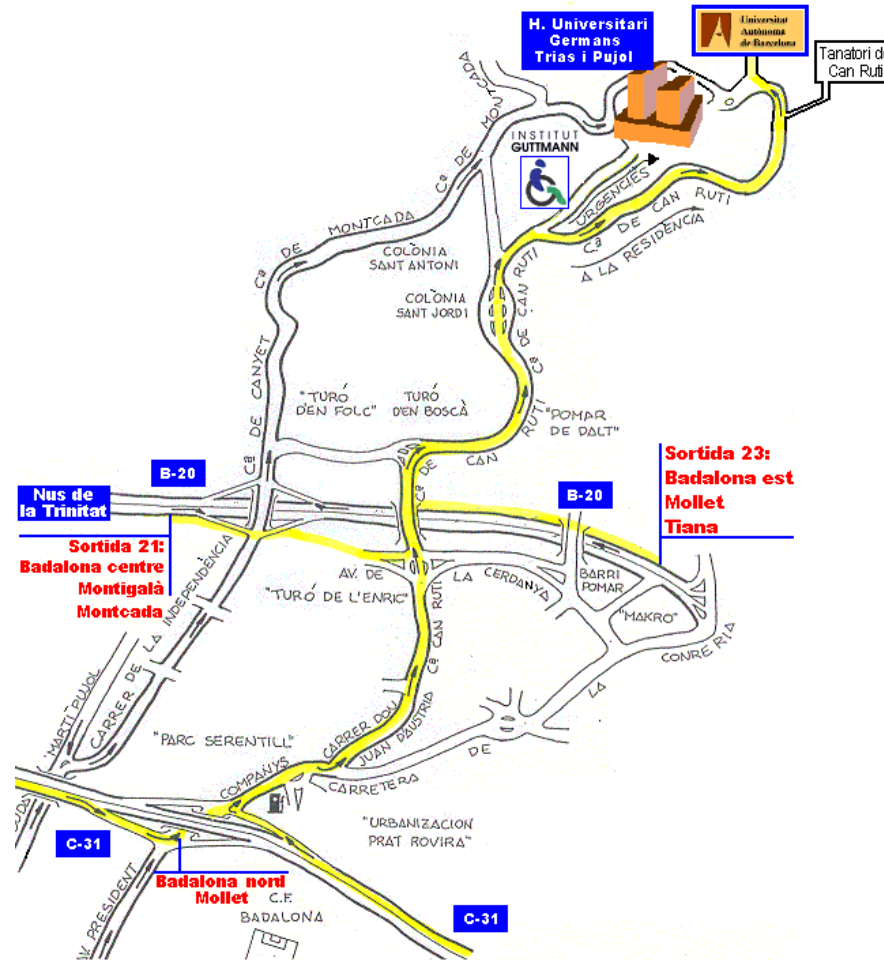 H. Universitari
Germans
Trias i Pujol
Universitat
Autònoma
de Barcelona
Tanatori de
Can Ruti
INSTITUT
GUTTMANN
Cª DE MONTCADA
URGENCIES
Cª DE CAN RUTI
A LA RESIDÈNCIA
Cª DE MONTCADA
COLÒNIA
SANT ANTONI
COLÒNIA
SANT JORDI
Cª DE CAN RUTI
Cª DE CANYET
"TURÓ
D'EN FOLC"
TURÓ
D'EN BOSCÀ
"POMAR
DE DALT"
Cª DE CAN RUTI
B-20
Nus de
la Trinitat
B-20
Sortida 23:
Badalona est
Mollet
Tiana
Sortida 21:
Badalona centre
Montigalà
Montcada
AV. DE LA CERDANYA
BARRI
POMAR
"MAKRO"
"TURÓ DE L'ENRIC"
Cª CAN RUTI
CARRER DE LA INDEPENDÈNCIA
MARTÍ PUJOL
CARRETERA DE LA CONRERIA
"PARC SERENTILL"
CARRER DON
JUAN D'AUSTRIA
COMPANYS
"URBANIZACION
PRAT ROVIRA"
C-31
Badalona nord
Mollet
AV. PRESIDENT
C.F.
BADALONA
C-31